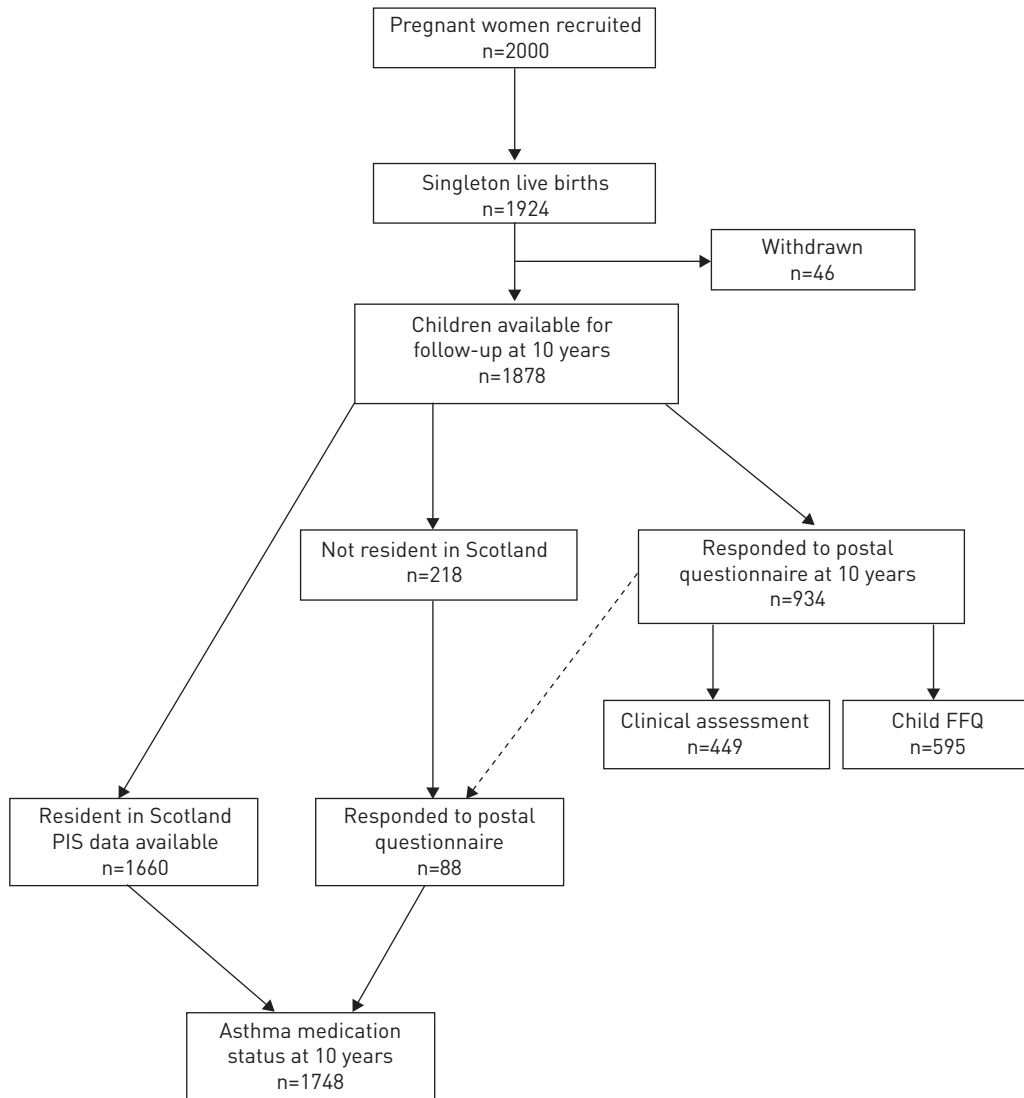 Pregnant women recruited
n=2000
Singleton live births
n=1924
Withdrawn
n=46
Children available for
follow-up at 10 years
n=1878
Not resident in Scotland
n=218
Responded to postal
questionnaire at 10 years
n=934
Clinical assessment
n=449
Child FFQ
n=595
Resident in Scotland
PIS data available
n=1660
Responded to postal
questionnaire
n=88
Asthma medication
status at 10 years
n=1748